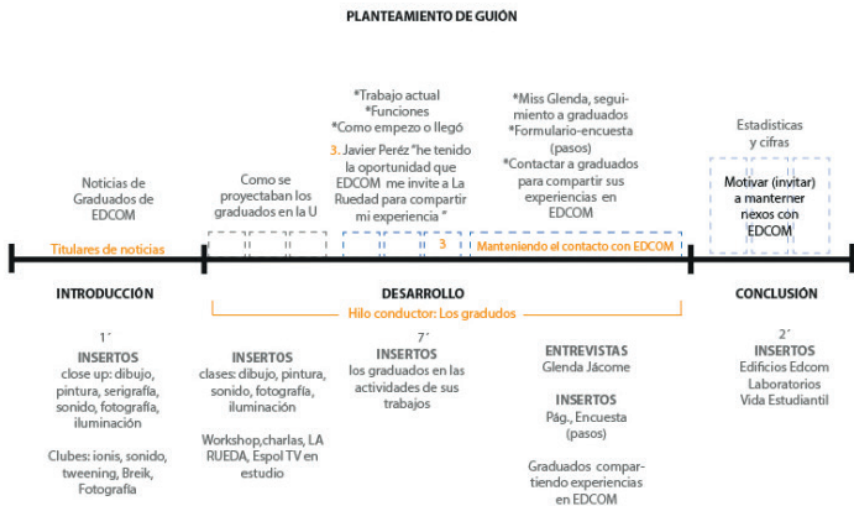 PLANTEAMIENTO DE GUIÓN
Noticias de
Graduados de
EDCOM
Titulares de noticias
Como se
proyectaban los
graduados en la U
*Trabajo actual
*Funciones
*Como empezo o llegó
3. Javier Peréz "he tenido
la oportunidad que
EDCOM me invite a La
Ruedad para compartir
mi experiencia "
3
*Miss Glenda, segui-
miento a graduados
*Formulario-encuesta
(pasos)
*Contactar a graduados
para compartir sus
experiencias en
EDCOM
Manteniendo el contacto con EDCOM
Estadísticas
y cifras
Motivar (invitar)
a manterner
nexos con
EDCOM
INTRODUCCIÓN
1´
INSERTOS
close up: dibujo,
pintura, serigrafía,
sonido, fotografía,
iluminación
Clubes: ionis, sonido,
tweening, Breik,
Fotografía
DESARROLLO
Hilo conductor: Los gradudos
INSERTOS
clases: dibujo, pintura,
sonido, fotografía,
iluminación
Workshop,charlas, LA
RUEDA, Espol TV en
estudio
7´
INSERTOS
los graduados en las
actividades de sus
trabajos
ENTREVISTAS
Glenda Jácome
INSERTOS
Pág., Encuesta
(pasos)
Graduados compar-
tiendo experiencias
en EDCOM
CONCLUSIÓN
2´
INSERTOS
Edificios Edcom
Laboratorios
Vida Estudiantil